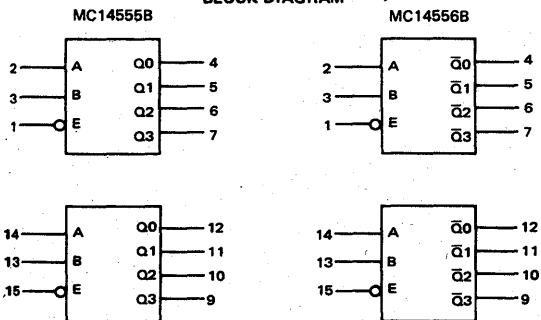 BLOCK DIAGRAM
MC14555B
MC14556B
2 A Q0 4
3 B Q1 5
1 E Q2 6
Q3 7
2 A Q̅0 4
3 B Q̅1 5
1 E Q̅2 6
Q̅3 7
14 A Q0 12
13 B Q1 11
15 E Q2 10
Q3 9
14 A Q̅0 12
13 B Q̅1 11
15 E Q̅2 10
Q̅3 9